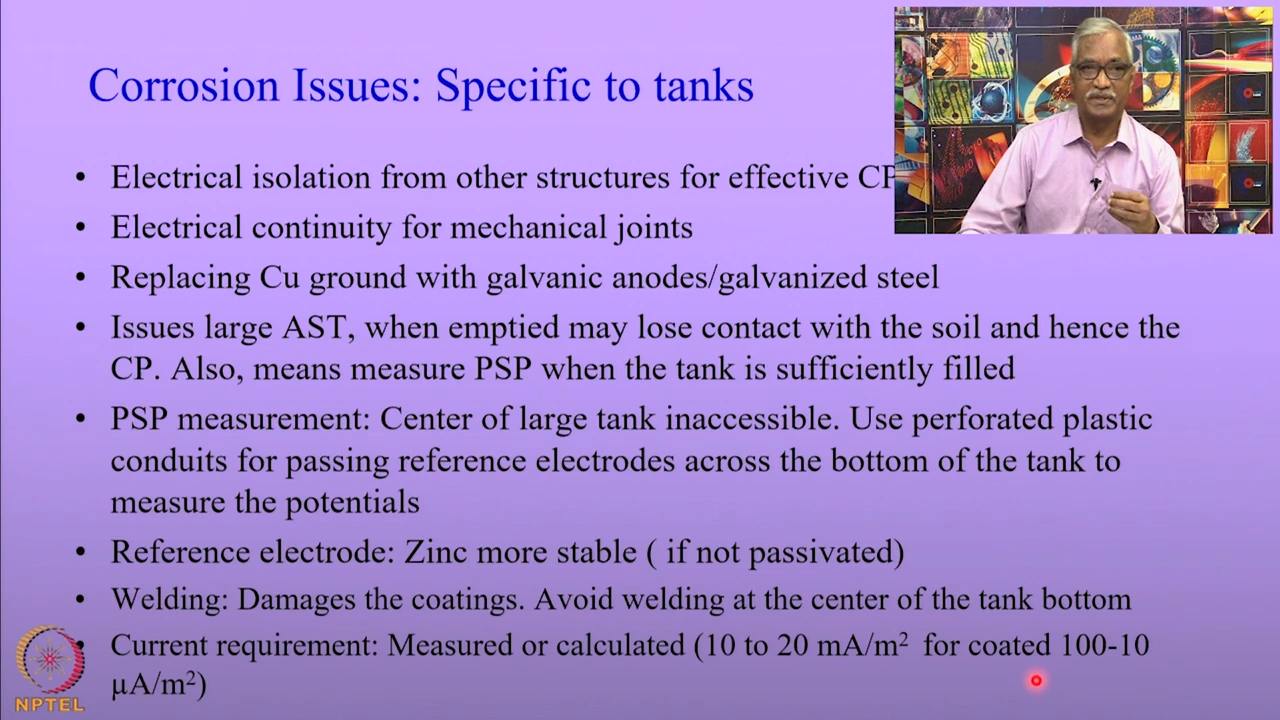 Corrosion Issues: Specific to tanks
• Electrical isolation from other structures for effective CP
• Electrical continuity for mechanical joints
• Replacing Cu ground with galvanic anodes/galvanized steel
• Issues large AST, when emptied may lose contact with the soil and hence the
CP. Also, means measure PSP when the tank is sufficiently filled
• PSP measurement: Center of large tank inaccessible. Use perforated plastic
conduits for passing reference electrodes across the bottom of the tank to
measure the potentials
• Reference electrode: Zinc more stable ( if not passivated)
• Welding: Damages the coatings. Avoid welding at the center of the tank bottom
• Current requirement: Measured or calculated (10 to 20 mA/m² for coated 100-10
µA/m²)
NPTEL